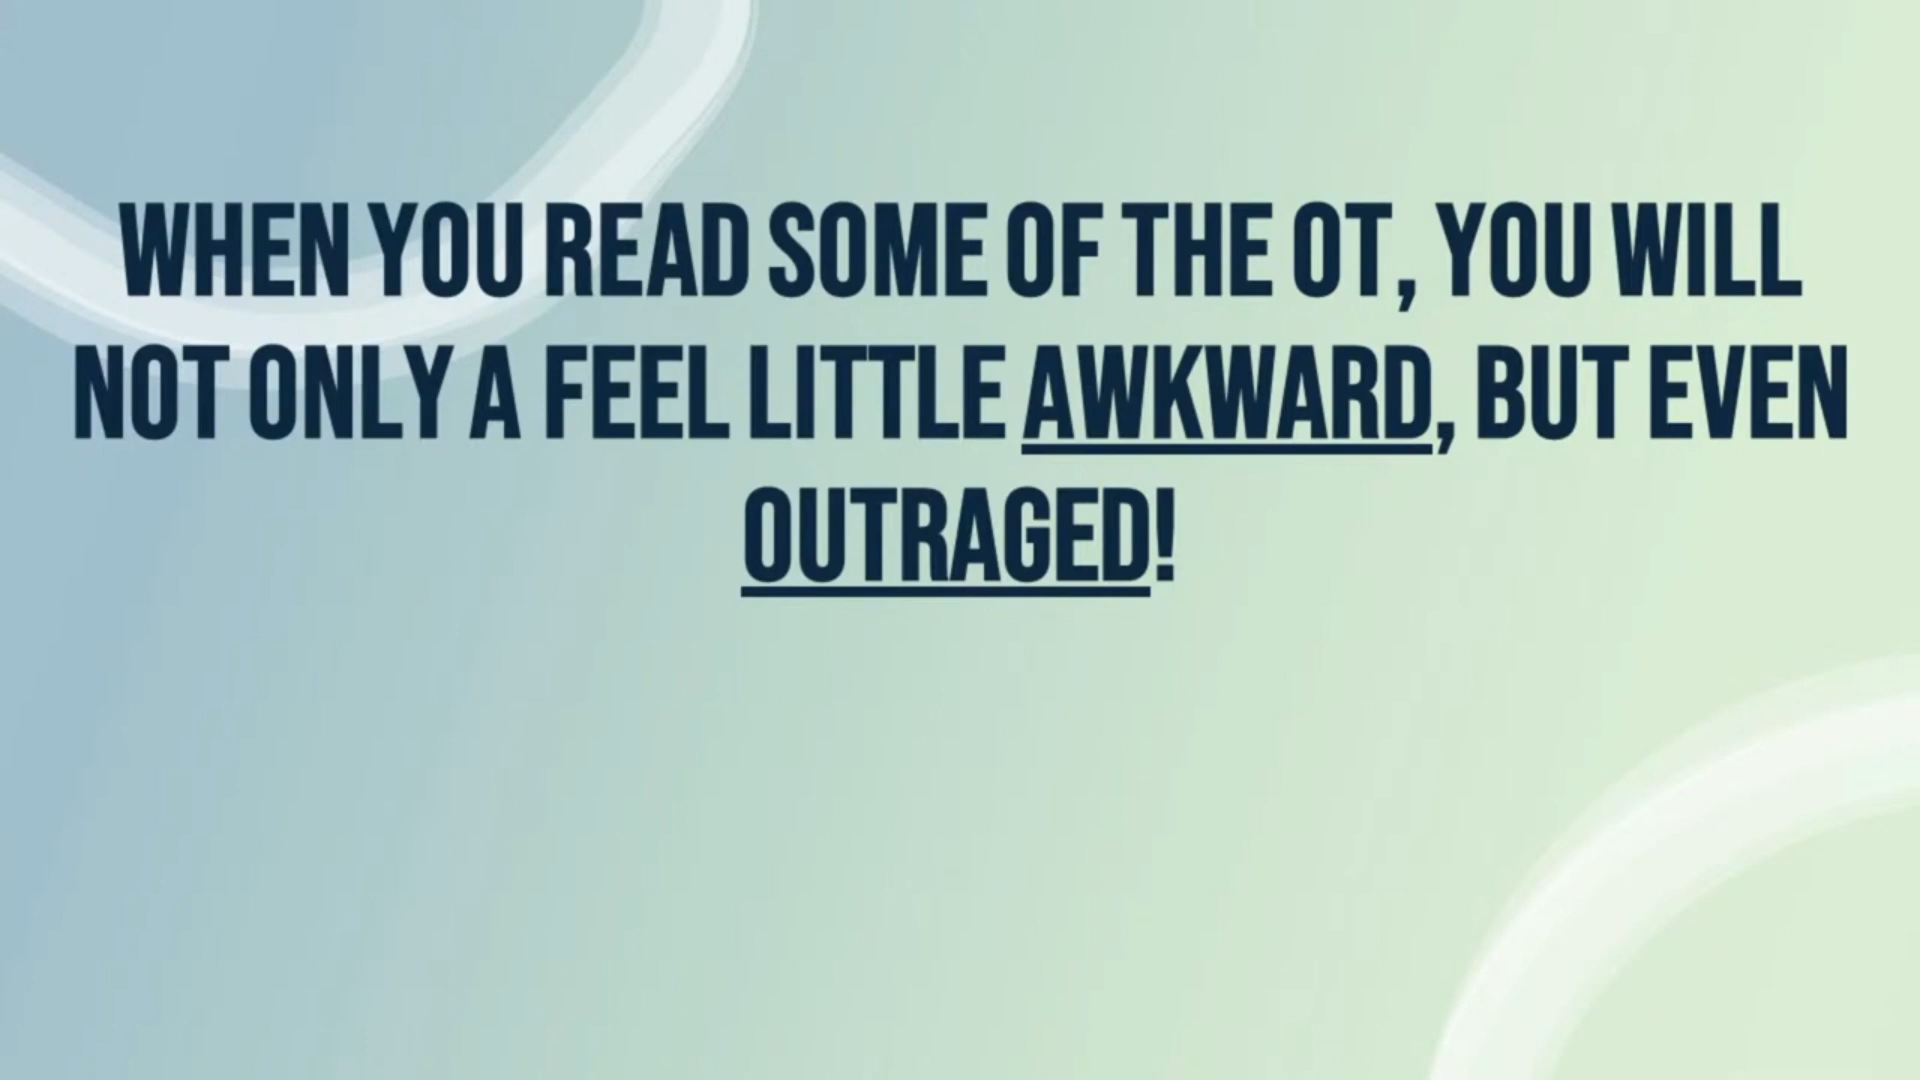 WHEN YOU READ SOME OF THE OT, YOU WILL
NOT ONLY A FEEL LITTLE AWKWARD, BUT EVEN
OUTRAGED!